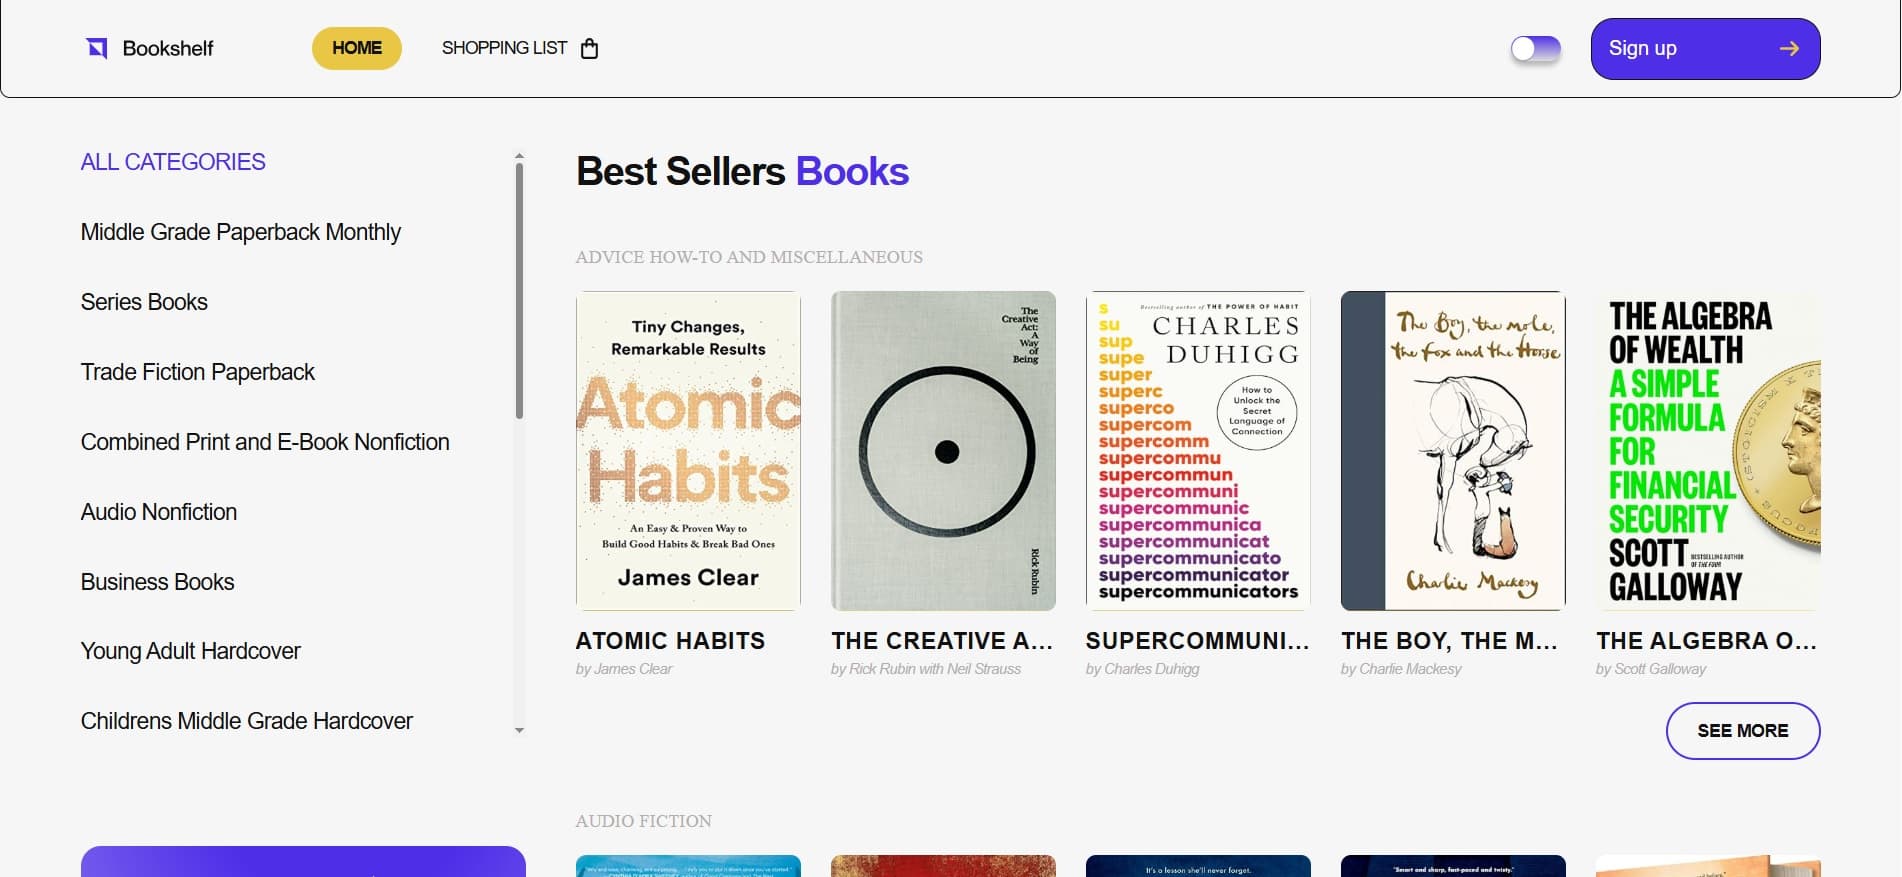 Bookshelf
HOME
SHOPPING LIST
Sign up
ALL CATEGORIES
Middle Grade Paperback Monthly
Series Books
Trade Fiction Paperback
Combined Print and E-Book Nonfiction
Audio Nonfiction
Business Books
Young Adult Hardcover
Childrens Middle Grade Hardcover
Best Sellers Books
ADVICE HOW-TO AND MISCELLANEOUS
Tiny Changes,
Remarkable Results
Atomic
Habits
An Easy & Proven Way to
Build Good Habits & Break Bad Ones
James Clear
ATOMIC HABITS
by James Clear
The
Creative
Act:
A
Way
of
Being
Rick Rubin
THE CREATIVE A...
by Rick Rubin with Neil Strauss
Bestselling author of THE POWER OF HABIT
CHARLES
DUHIGG
How to
Unlock the
Secret
Language of
Connection
s
su
sup
supe
super
superc
superco
supercom
supercomm
supercommu
supercommun
supercommuni
supercommunic
supercommunica
supercommunicat
supercommunicato
supercommunicator
supercommunicators
SUPERCOMMUNI...
by Charles Duhigg
The Boy, the mole,
the fox and the Horse
Charlie Mackesy
THE BOY, THE M...
by Charlie Mackesy
THE ALGEBRA
OF WEALTH
A SIMPLE
FORMULA
FOR
FINANCIAL
SECURITY
SCOTT
BESTSELLING AUTHOR
OF THE FOUR
GALLOWAY
STOICISM
FOCUS
THE ALGEBRA O...
by Scott Galloway
SEE MORE
AUDIO FICTION
It's a lesson she'll never forget.
"Smart and sharp, fast-paced and twisty."